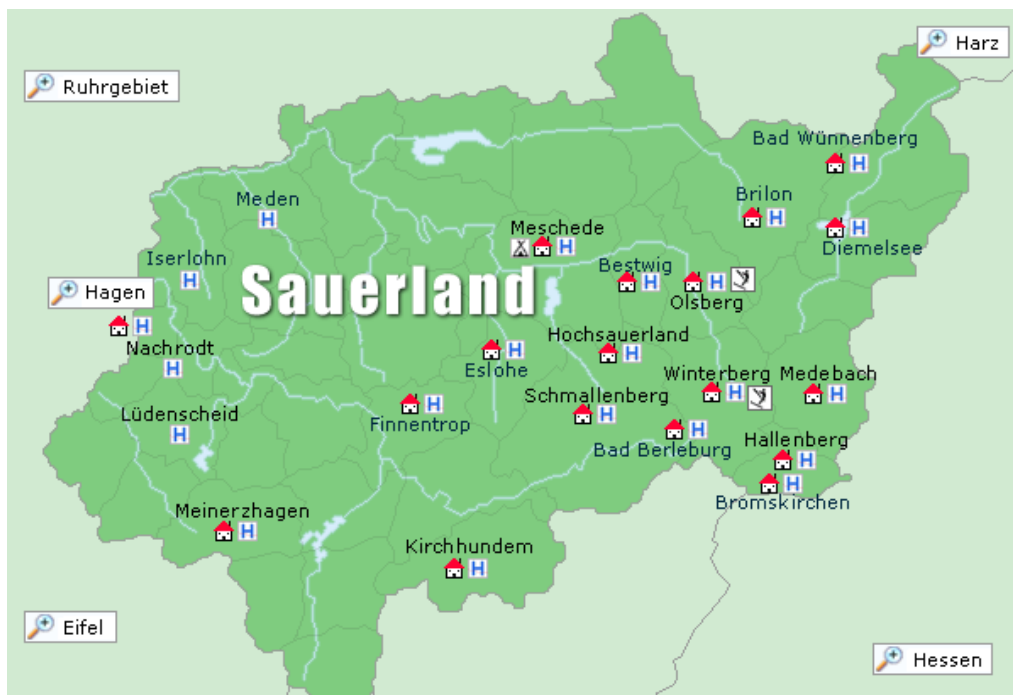 Harz
Ruhrgebiet
Bad Wünnenberg
H
Meden
H
Brilon
H
Meschede
H
H
Diemelsee
Iserlohn
H
Bestwig
H
H
Olsberg
Sauerland
Hagen
H
Nachrodt
H
Hochsauerland
H
H
Eslohe
Winterberg
H
Medebach
H
Schmallenberg
H
H
Finnentrop
Lüdenscheid
H
H
Bad Berleburg
Hallenberg
H
H
Bromskirchen
Meinerzhagen
H
Kirchhundem
H
Eifel
Hessen